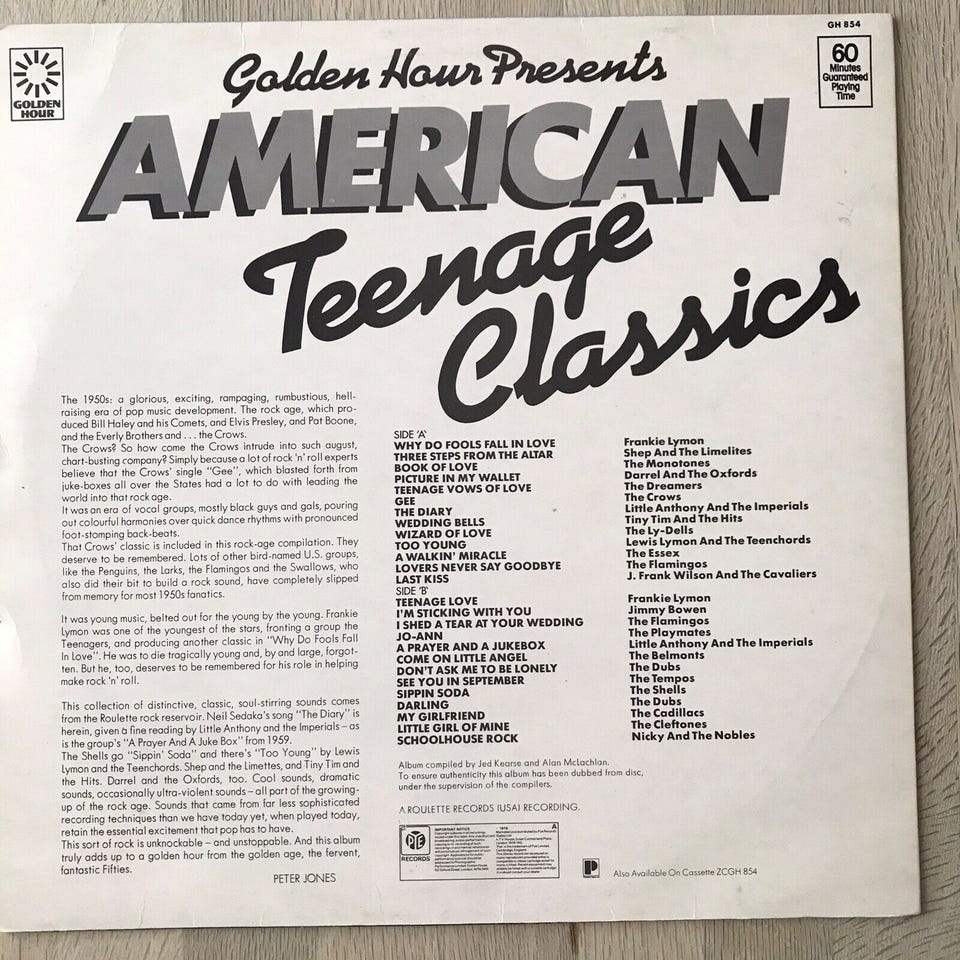 GH 854
GOLDEN
HOUR
60
Minutes
Guaranteed
Playing
Time
Golden Hour Presents
AMERICAN
Teenage
Classics
The 1950s: a glorious, exciting, rampaging, rumbustious, hell-
raising era of pop music development. The rock age, which pro-
duced Bill Haley and his Comets, and Elvis Presley, and Pat Boone,
and the Everly Brothers and . . . the Crows.
The Crows? So how come the Crows intrude into such august,
chart-busting company? Simply because a lot of rock 'n' roll experts
believe that the Crows' single "Gee", which blasted forth from
juke-boxes all over the States had a lot to do with leading the
world into that rock age.
It was an era of vocal groups, mostly black guys and gals, pouring
out colourful harmonies over quick dance rhythms with pronounced
foot-stomping back-beats.
That Crows' classic is included in this rock-age compilation. They
deserve to be remembered. Lots of other bird-named U.S. groups,
like the Penguins, the Larks, the Flamingos and the Swallows, who
also did their bit to build a rock sound, have completely slipped
from memory for most 1950s fanatics.
It was young music, belted out for the young by the young. Frankie
Lymon was one of the youngest of the stars, fronting a group the
Teenagers, and producing another classic in "Why Do Fools Fall
In Love". He was to die tragically young and, by and large, forgot-
ten. But he, too, deserves to be remembered for his role in helping
make rock 'n' roll.
This collection of distinctive, classic, soul-stirring sounds comes
from the Roulette rock reservoir. Neil Sedaka's song "The Diary" is
herein, given a fine reading by Little Anthony and the Imperials – as
is the group's "A Prayer And A Juke Box" from 1959.
The Shells go "Sippin' Soda" and there's "Too Young" by Lewis
Lymon and the Teenchords. Shep and the Limettes, and Tiny Tim and
the Hits. Darrel and the Oxfords, too. Cool sounds, dramatic
sounds, occasionally ultra-violent sounds – all part of the growing-
up of the rock age. Sounds that came from far less sophisticated
recording techniques than we have today yet, when played today,
retain the essential excitement that pop has to have.
This sort of rock is unknockable – and unstoppable. And this album
truly adds up to a golden hour from the golden age, the fervent,
fantastic Fifties.
PETER JONES
SIDE 'A'
WHY DO FOOLS FALL IN LOVE Frankie Lymon
THREE STEPS FROM THE ALTAR Shep And The Limelites
BOOK OF LOVE The Monotones
PICTURE IN MY WALLET Darrel And The Oxfords
TEENAGE VOWS OF LOVE The Dreamers
GEE The Crows
THE DIARY Little Anthony And The Imperials
WEDDING BELLS Tiny Tim And The Hits
WIZARD OF LOVE The Ly-Dells
TOO YOUNG Lewis Lymon And The Teenchords
A WALKIN' MIRACLE The Essex
LOVERS NEVER SAY GOODBYE The Flamingos
LAST KISS J. Frank Wilson And The Cavaliers
SIDE 'B'
TEENAGE LOVE Frankie Lymon
I'M STICKING WITH YOU Jimmy Bowen
I SHED A TEAR AT YOUR WEDDING The Flamingos
JO-ANN The Playmates
A PRAYER AND A JUKEBOX Little Anthony And The Imperials
COME ON LITTLE ANGEL The Belmonts
DON'T ASK ME TO BE LONELY The Dubs
SEE YOU IN SEPTEMBER The Tempos
SIPPIN SODA The Shells
DARLING The Dubs
MY GIRLFRIEND The Cadillacs
LITTLE GIRL OF MINE The Cleftones
SCHOOLHOUSE ROCK Nicky And The Nobles
Album compiled by Jed Kearse and Alan McLachlan.
To ensure authenticity this album has been dubbed from disc,
under the supervision of the compilers.
A ROULETTE RECORDS (USA) RECORDING.
PYE
RECORDS
IMPORTANT NOTICE
1978
A
P
Also Available On Cassette ZCGH 854